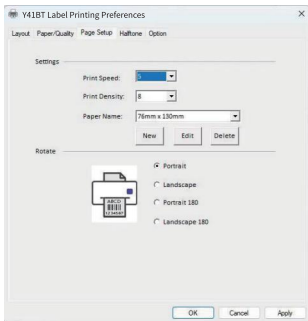 Y41BT Label Printing Preferences
Layout Paper/Quality Page Setup Halftone Option
Settings
Print Speed: 5
Print Density: 8
Paper Name: 76mm x 130mm
New Edit Delete
Rotate
Portrait
Landscape
Portrait 180
Landscape 180
ABCD
OK Cancel Apply